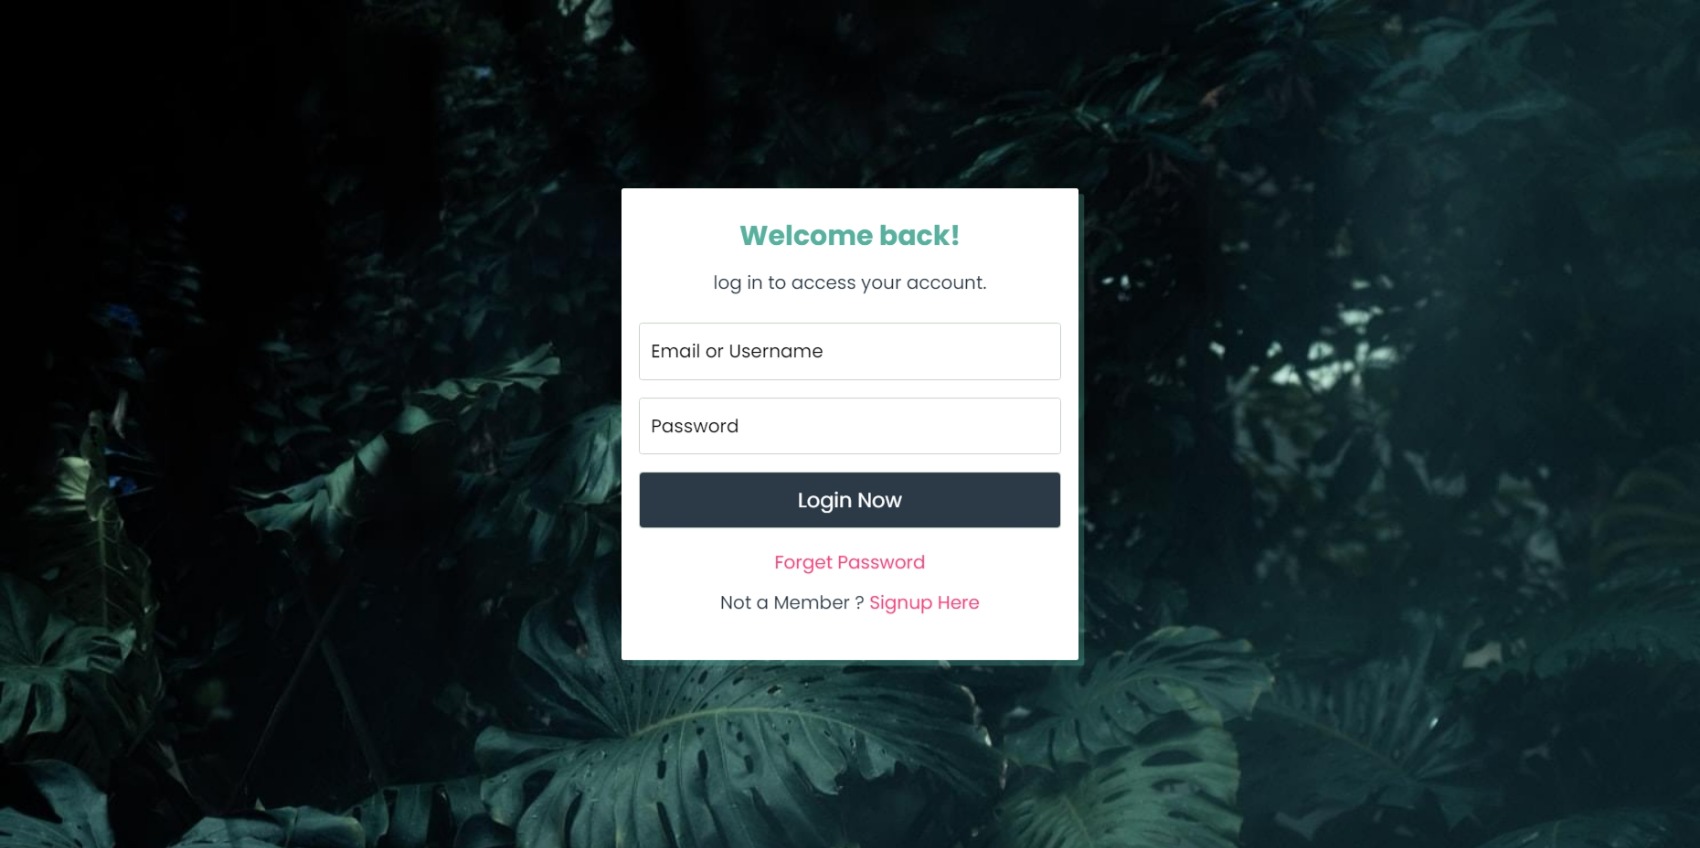 Welcome back!
log in to access your account.
Email or Username
Password
Login Now
Forget Password
Not a Member ? Signup Here